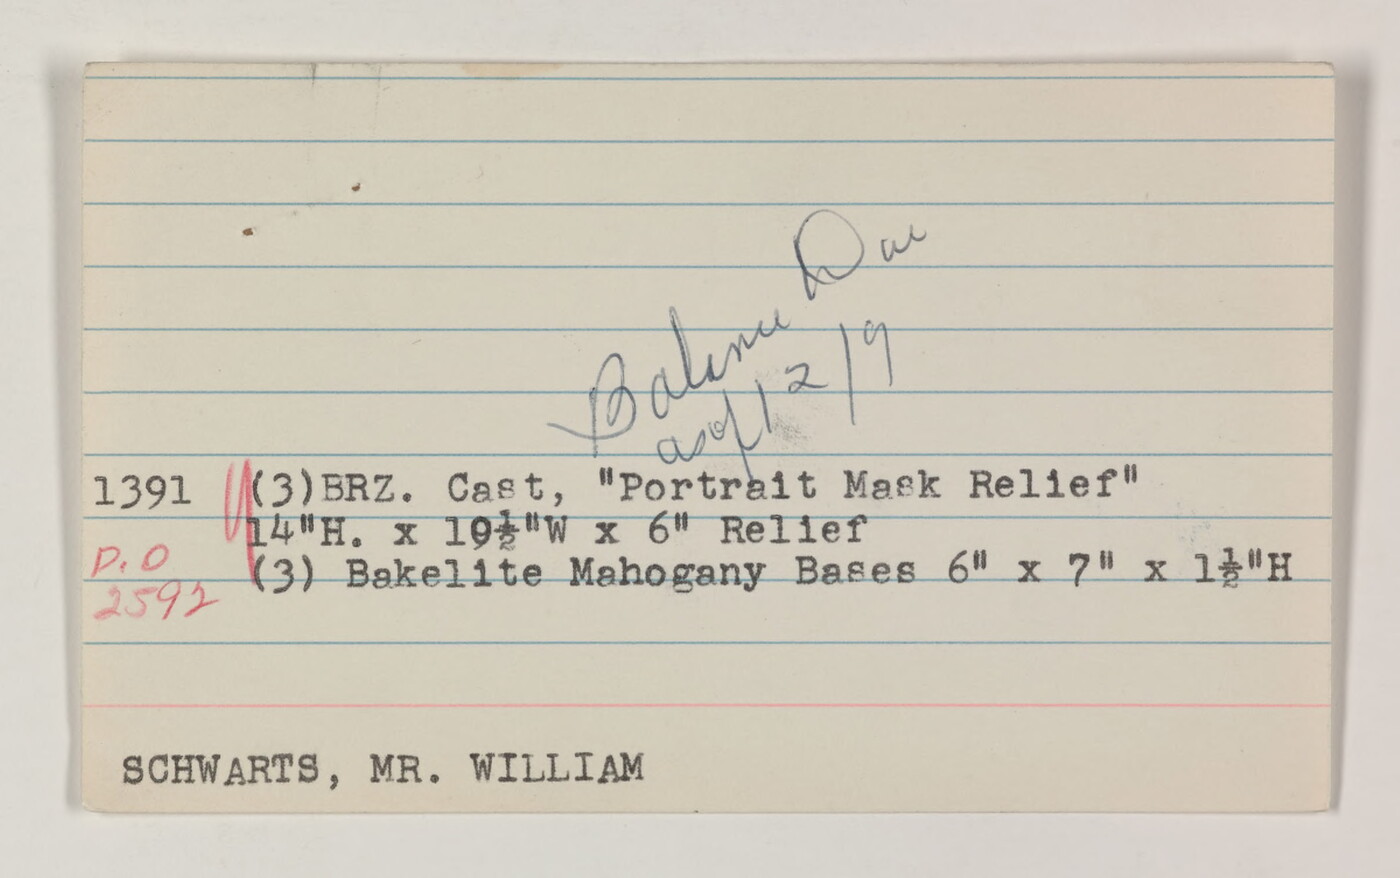 Balance Due
as of 12/9
1391 (3)BRZ. Cast, "Portrait Mask Relief"
14"H. x 10½"W x 6" Relief
P.O (3) Bakelite Mahogany Bases 6" x 7" x 1½"H
2592
SCHWARTS, MR. WILLIAM